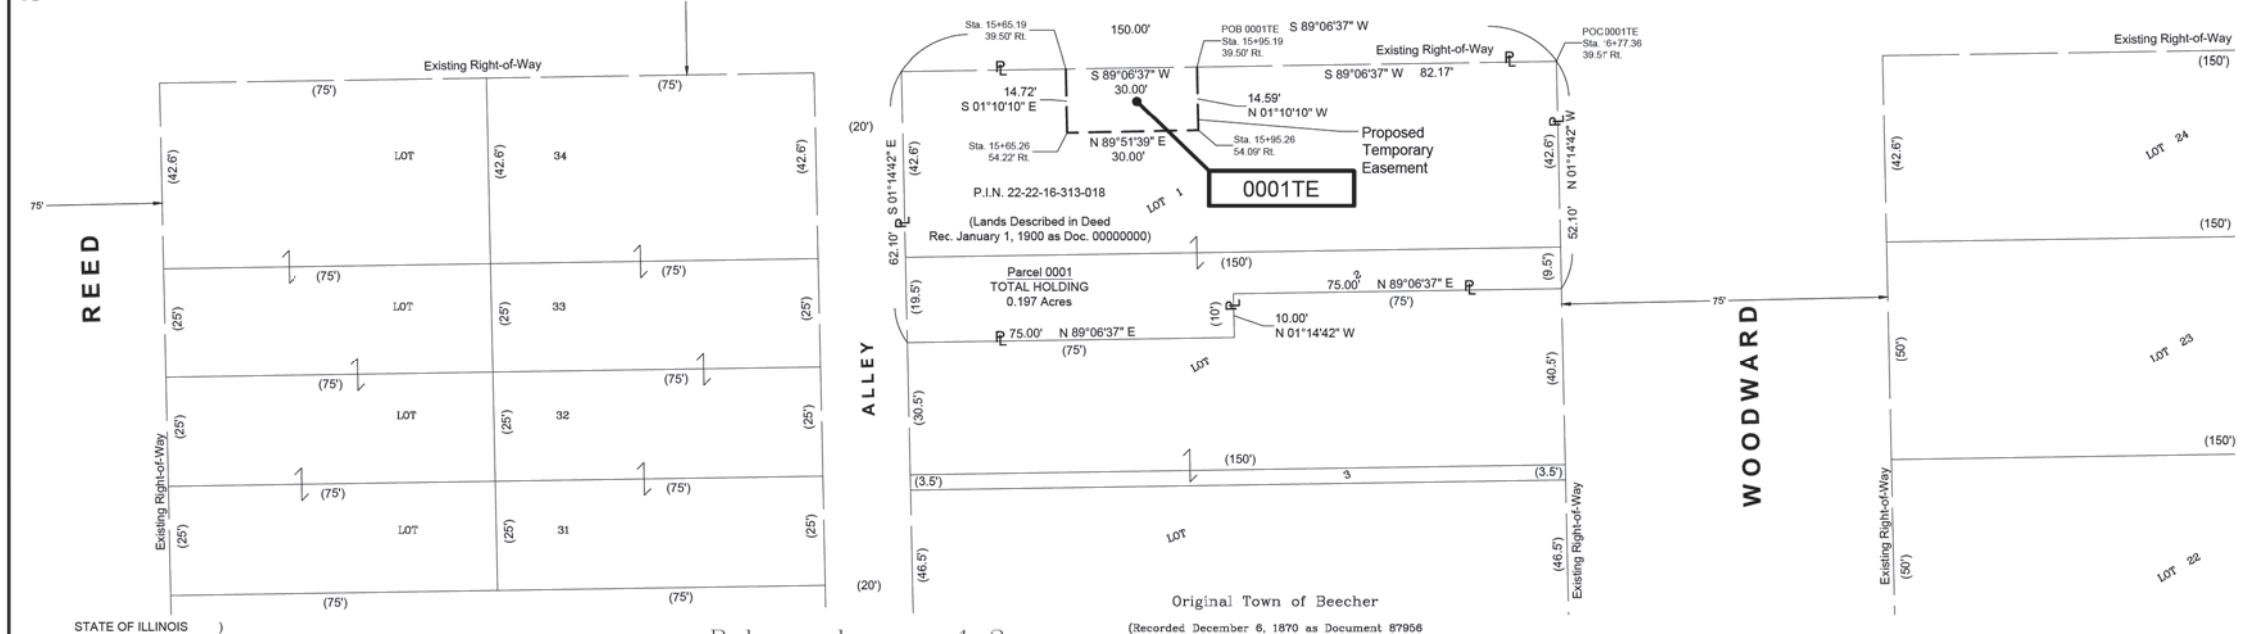 Sta. 15+65.19
39.50' Rt.
150.00'
POB 0001TE
Sta. 15+95.19
39.50' Rt.
S 89°06'37" W
POC0001TE
39.51' Rt.
Existing Right-of-Way
Existing Right-of-Way
Existing Right-of-Way
(75')
(75')
(150')
S 89°06'37" W
30.00'
S 89°06'37" W 82.17'
14.72'
S 01°10'10" E
14.59'
N 01°10'10" W
(20')
Sta. 15+65.26
54.22' Rt.
N 89°51'39" E
30.00'
Sta. 15+95.26
54.09' Rt.
Proposed
Temporary
Easement
0001TE
(42.6')
LOT
(42.6')
34
(42.6')
62.10' S 01°14'42" E
(42.6')
(42.6')
52.10' N 01°14'42" W
(42.6')
LOT 24
P.I.N. 22-22-16-313-018
LOT 1
75'
REED
(Lands Described in Deed
Rec. January 1, 1900 as Doc. 00000000)
(150')
(75')
(75')
(150')
Parcel 0001
TOTAL HOLDING
0.197 Acres
(9.5')
2
75.00' N 89°06'37" E
(75')
(25')
LOT
(25')
33
(25')
(19.5')
(10')
10.00'
N 01°14'42" W
75'
75.00' N 89°06'37" E
(75')
LOT
ALLEY
WOODWARD
(50')
LOT 23
(75')
(75')
(40.5')
(25')
LOT
(25')
32
(25')
(30.5')
(150')
(150')
(3.5')
3
(3.5')
(75')
(75')
Existing Right-of-Way
(25')
LOT
(25')
31
(25')
(46.5')
LOT
(46.5')
Existing Right-of-Way
Existing Right-of-Way
(50')
LOT 22
(75')
(75')
(20')
Original Town of Beecher
(Recorded December 6, 1870 as Document 87956
STATE OF ILLINOIS )